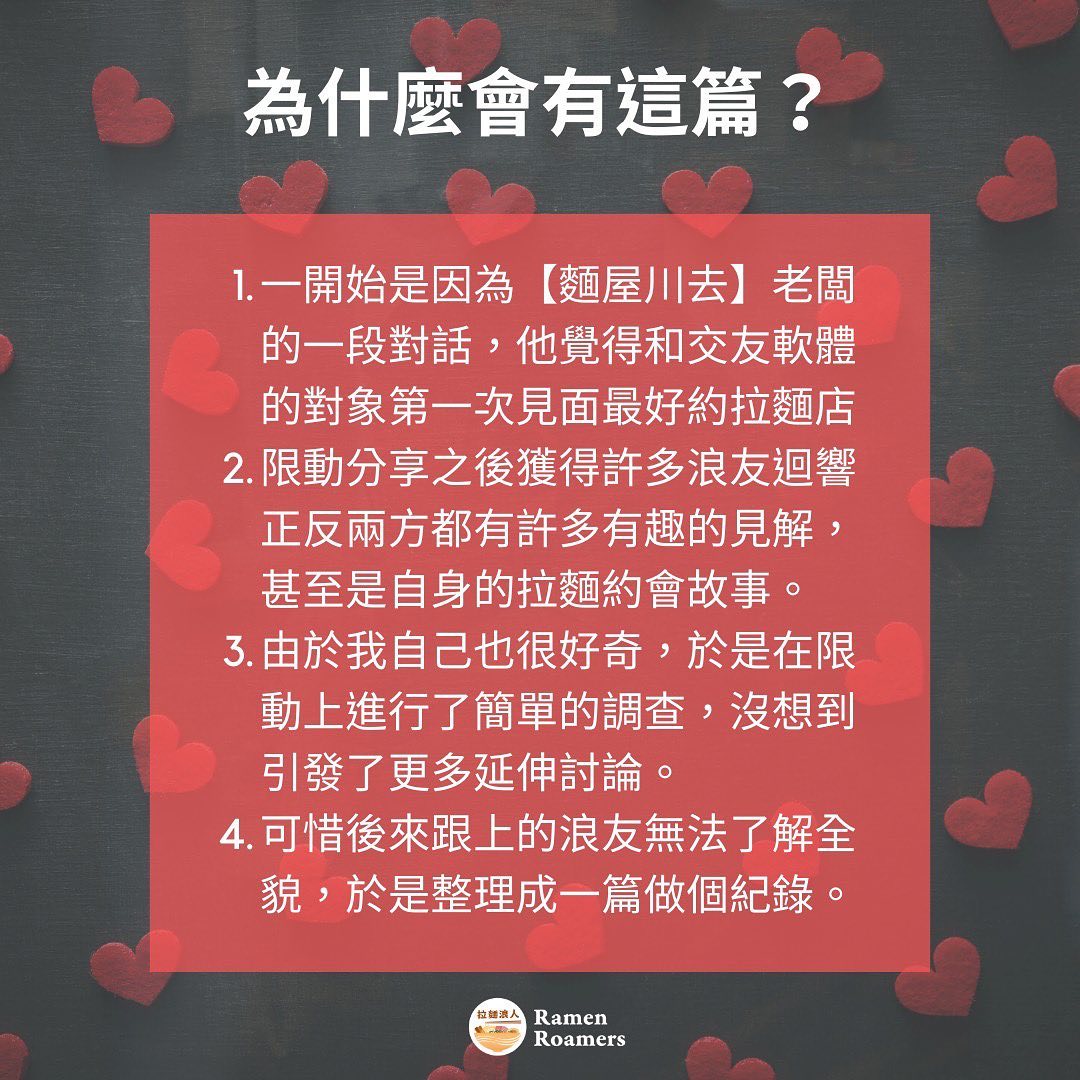 為什麼會有這篇？
1. 一開始是因為【麵屋川去】老闆
的一段對話，他覺得和交友軟體
的對象第一次見面最好約拉麵店
2. 限動分享之後獲得許多浪友迴響
正反兩方都有許多有趣的見解，
甚至是自身的拉麵約會故事。
3. 由於我自己也很好奇，於是在限
動上進行了簡單的調查，沒想到
引發了更多延伸討論。
4. 可惜後來跟上的浪友無法了解全
貌，於是整理成一篇做個紀錄。
拉麵浪人
Ramen
Roamers